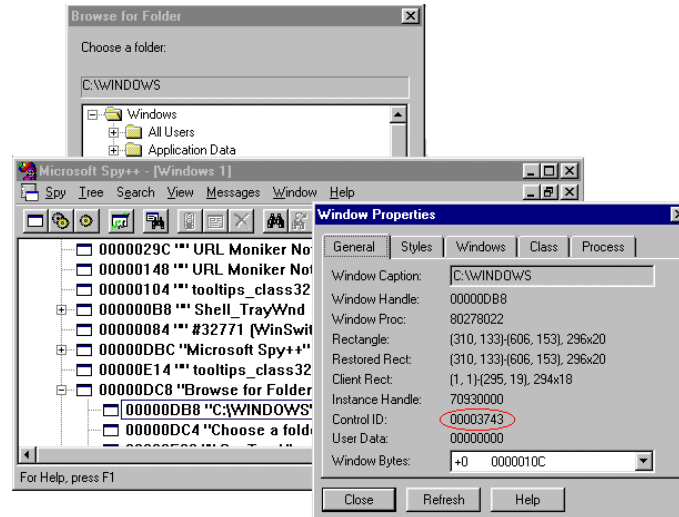 Browse for Folder
Choose a folder:
C:\WINDOWS
Windows
All Users
Application Data
Microsoft Spy++ - [Windows 1]
Spy Tree Search View Messages Window Help
0000029C "" URL Moniker No
00000148 "" URL Moniker Not
00000104 "" tooltips_class32
000000B8 "" Shell_TrayWnd
00000084 "" #32771 (WinSwit
00000DBC "Microsoft Spy++"
00000E14 "" tooltips_class32
00000DC8 "Browse for Folder
00000DB8 "C:\WINDOWS"
00000DC4 "Choose a folde
For Help, press F1
Window Properties
General Styles Windows Class Process
Window Caption: C:\WINDOWS
Window Handle: 00000DB8
Window Proc: 80278022
Rectangle: (310, 133)-(606, 153), 296x20
Restored Rect: (310, 133)-(606, 153), 296x20
Client Rect: (1, 1)-(295, 19), 294x18
Instance Handle: 70930000
Control ID: 00003743
User Data: 00000000
Window Bytes: +0 0000010C
Close Refresh Help